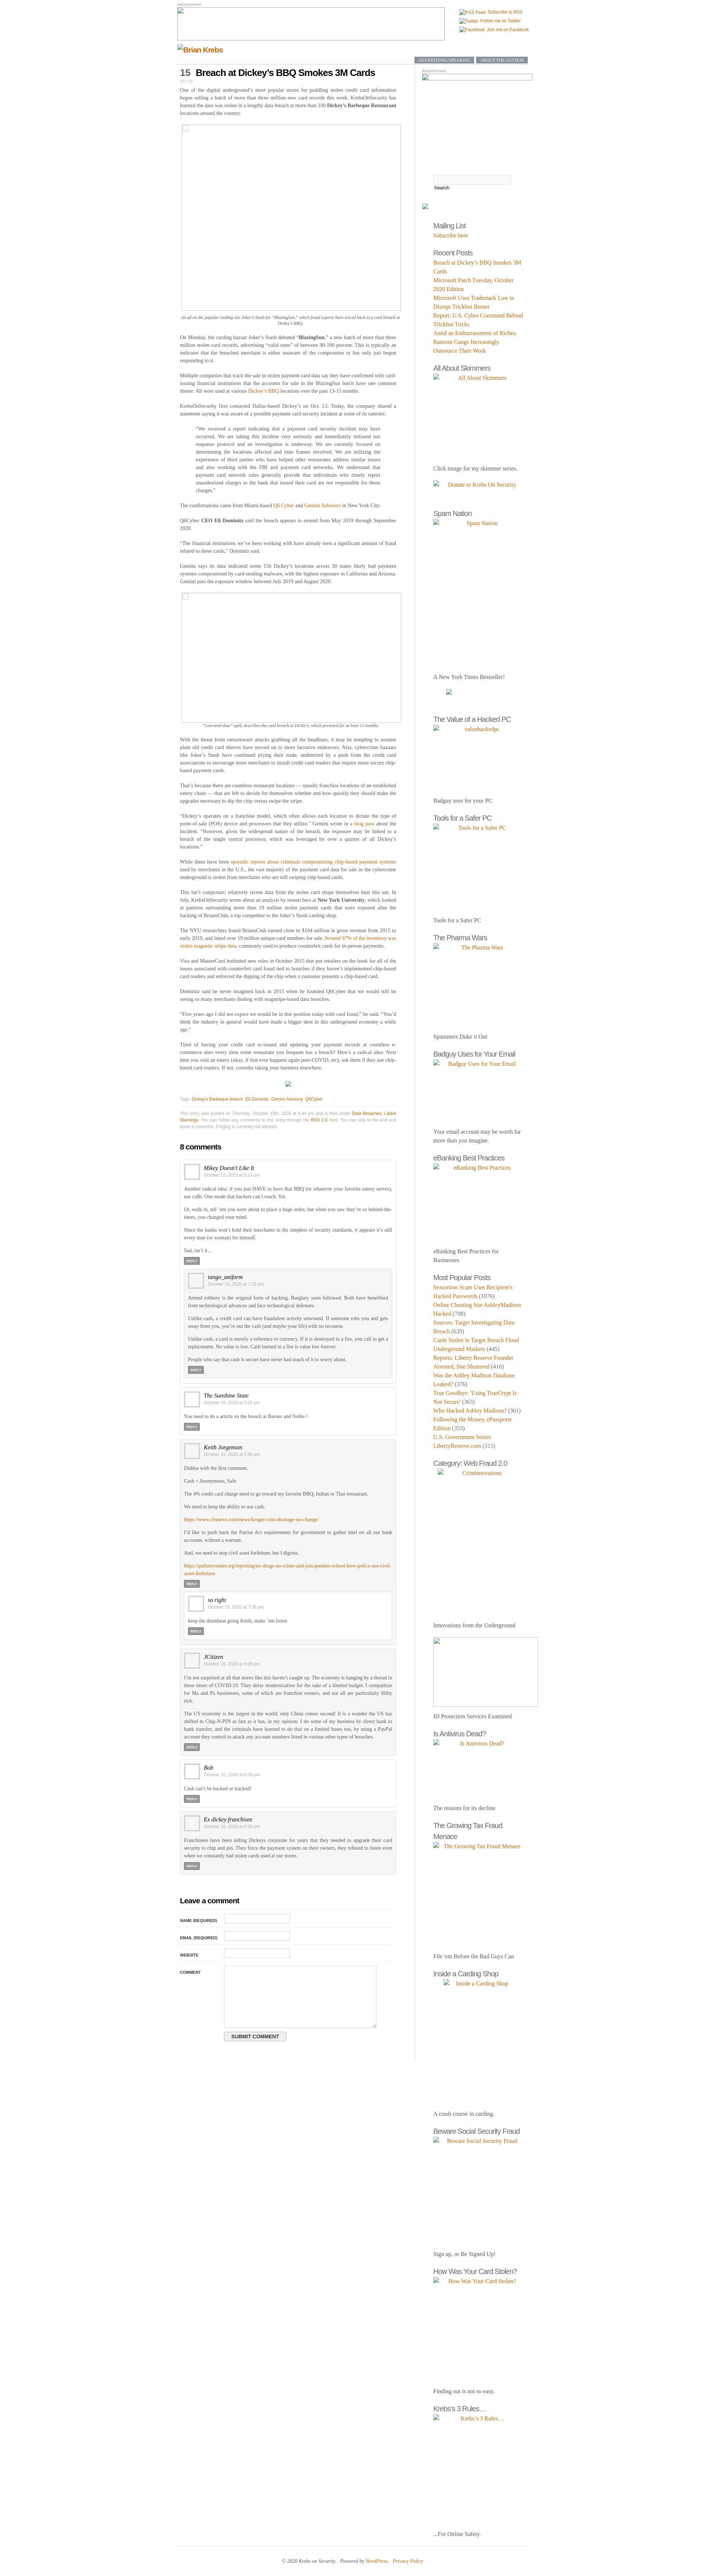 Advertisement
RSS Feed Subscribe to RSS
Twitter Follow me on Twitter
Facebook Join me on Facebook
Brian Krebs
ADVERTISING/SPEAKING
ABOUT THE AUTHOR
15 Breach at Dickey's BBQ Smokes 3M Cards
OCT 20
One of the digital underground's most popular stores for peddling stolen credit card information
began selling a batch of more than three million new card records this week. KrebsOnSecurity has
learned the data was stolen in a lengthy data breach at more than 100 Dickey's Barbeque Restaurant
locations around the country.
An ad on the popular carding site Joker's Stash for "BlazingSun," which fraud experts have traced back to a card breach at
Dickey's BBQ.
On Monday, the carding bazaar Joker's Stash debuted "BlazingSun," a new batch of more than three
million stolen card records, advertising "valid rates" of between 90-100 percent. This is typically an
indicator that the breached merchant is either unaware of the compromise or has only just begun
responding to it.
Multiple companies that track the sale in stolen payment card data say they have confirmed with card-
issuing financial institutions that the accounts for sale in the BlazingSun batch have one common
theme: All were used at various Dickey's BBQ locations over the past 13-15 months.
KrebsOnSecurity first contacted Dallas-based Dickey's on Oct. 13. Today, the company shared a
statement saying it was aware of a possible payment card security incident at some of its eateries:
"We received a report indicating that a payment card security incident may have
occurred. We are taking this incident very seriously and immediately initiated our
response protocol and an investigation is underway. We are currently focused on
determining the locations affected and time frames involved. We are utilizing the
experience of third parties who have helped other restaurants address similar issues
and also working with the FBI and payment card networks. We understand that
payment card network rules generally provide that individuals who timely report
unauthorized charges to the bank that issued their card are not responsible for those
charges."
The confirmations came from Miami-based Q6 Cyber and Gemini Advisory in New York City.
Q6Cyber CEO Eli Dominitz said the breach appears to extend from May 2019 through September
2020.
"The financial institutions we've been working with have already seen a significant amount of fraud
related to these cards," Dominitz said.
Gemini says its data indicated some 156 Dickey's locations across 30 states likely had payment
systems compromised by card-stealing malware, with the highest exposure in California and Arizona.
Gemini puts the exposure window between July 2019 and August 2020.
"Low-and-slow" aptly describes the card breach at Dickie's, which persisted for at least 13 months.
With the threat from ransomware attacks grabbing all the headlines, it may be tempting to assume
plain old credit card thieves have moved on to more lucrative endeavors. Alas, cybercrime bazaars
like Joker's Stash have continued plying their trade, undeterred by a push from the credit card
associations to encourage more merchants to install credit card readers that require more secure chip-
based payment cards.
That's because there are countless restaurant locations — usually franchise locations of an established
eatery chain — that are left to decide for themselves whether and how quickly they should make the
upgrades necessary to dip the chip versus swipe the stripe.
"Dickey's operates on a franchise model, which often allows each location to dictate the type of
point-of-sale (POS) device and processors that they utilize," Gemini wrote in a blog post about the
incident. "However, given the widespread nature of the breach, the exposure may be linked to a
breach of the single central processor, which was leveraged by over a quarter of all Dickey's
locations."
While there have been sporadic reports about criminals compromising chip-based payment systems
used by merchants in the U.S., the vast majority of the payment card data for sale in the cybercrime
underground is stolen from merchants who are still swiping chip-based cards.
This isn't conjecture; relatively recent data from the stolen card shops themselves bear this out. In
July, KrebsOnSecurity wrote about an analysis by researchers at New York University, which looked
at patterns surrounding more than 19 million stolen payment cards that were exposed after the
hacking of BriansClub, a top competitor to the Joker's Stash carding shop.
The NYU researchers found BriansClub earned close to $104 million in gross revenue from 2015 to
early 2019, and listed over 19 million unique card numbers for sale. Around 97% of the inventory was
stolen magnetic stripe data, commonly used to produce counterfeit cards for in-person payments.
Visa and MasterCard instituted new rules in October 2015 that put retailers on the hook for all of the
losses associated with counterfeit card fraud tied to breaches if they haven't implemented chip-based
card readers and enforced the dipping of the chip when a customer presents a chip-based card.
Dominitz said he never imagined back in 2015 when he founded Q6Cyber that we would still be
seeing so many merchants dealing with magstripe-based data breaches.
"Five years ago I did not expect we would be in this position today with card fraud," he said. "You'd
think the industry in general would have made a bigger dent in this underground economy a while
ago."
Tired of having your credit card re-issued and updating your payment records at countless e-
commerce sites every time some restaurant you frequent has a breach? Here's a radical idea: Next
time you visit an eatery (okay, if that ever happens again post-COVID, etc), ask them if they use chip-
based card readers. If not, consider taking your business elsewhere.
Tags: Dickey's Barbeque breach, Eli Dominitz, Gemini Advisory, Q6Cyber
This entry was posted on Thursday, October 15th, 2020 at 4:44 pm and is filed under Data Breaches, Latest
Warnings. You can follow any comments to this entry through the RSS 2.0 feed. You can skip to the end and
leave a comment. Pinging is currently not allowed.
8 comments
Mikey Doesn't Like It
October 15, 2020 at 5:15 pm
Another radical idea: if you just HAVE to have that BBQ (or whatever your favorite eatery serves),
use ca$h. One mode that hackers can't touch. Yet.
Or, walk in, tell 'em you were about to place a huge order, but when you saw they're so behind-the-
times, you changed your mind.
Since the banks won't hold their merchants to the simplest of security standards, it appears it's still
every man (or woman) for himself.
Sad, isn't it…
REPLY
tango_uniform
October 15, 2020 at 7:29 pm
Armed robbery is the original form of hacking. Burglary soon followed. Both have benefitted
from technological advances and face technological defenses.
Unlike cash, a credit card can have fraudulent activity unwound. If someone robs you and gets
away from you/the scene, you're out the cash (and maybe your life) with no recourse.
Unlike cash, a card is merely a reference to currency. If it is destroyed in a fire, you call to get a
replacement. No value is lost. Cash burned in a fire is value lost forever.
People who say that cash is secure have never had much of it to worry about.
REPLY
The Sunshine State
October 15, 2020 at 5:29 pm
You need to do a article on the breach at Barnes and Noble !
REPLY
Keith Jorgenson
October 15, 2020 at 5:49 pm
Diddos with the first comment.
Cash = Anonymous, Safe
The 4% credit card charge need to go toward my favorite BBQ, Indian or Thai restaurant.
We need to keep the ability to use cash.
https://www.cbsnews.com/news/kroger-coin-shortage-no-change/
I'd like to push back the Patriot Act requirements for government to gather intel on all our bank
accounts, without a warrant.
And, we need to stop civil asset forfeiture, but I digress.
https://pulitzercenter.org/reporting/no-drugs-no-crime-and-just-pennies-school-how-police-use-civil-
asset-forfeiture
REPLY
so right
October 15, 2020 at 7:38 pm
keep the drumbeat going Keith, make 'em listen
REPLY
JCitizen
October 15, 2020 at 6:08 pm
I'm not surprised at all that stores like this haven't caught up. The economy is hanging by a thread in
these times of COVID-19. They delay modernization for the sake of a landmark industry, especially
for Ma and Pa businesses, some of which are franchise owners, and not all are particularly filthy
rich.
The US economy is the largest in the world, only China comes second! It was a miracle the US
shifted to Chip-N-PIN as fast as it has, in my opinion. I do some of my business by direct bank to
bank transfer; and the criminals have learned to do that on a limited bases too, using by a PayPal
account they control to attack any account using many different other types of breaches.
REPLY
Bob
October 15, 2020 at 6:36 pm
Cash can't be hacked or tracked!
REPLY
Ex dickey franchisee
October 15, 2020 at 9:59 pm
Franchisees have been telling Dickeys corporate for years that they needed to upgrade their card
security to chip and pin. They force the payment system on their owners, they refused to listen even
when we constantly had stolen cards used at our stores.
REPLY
Leave a comment
NAME (REQUIRED)
EMAIL (REQUIRED)
WEBSITE
COMMENT
SUBMIT COMMENT
Advertisement
Search
Mailing List
Subscribe here
Recent Posts
Breach at Dickey's BBQ Smokes 3M
Cards
Microsoft Patch Tuesday, October
2020 Edition
Microsoft Uses Trademark Law to
Disrupt Trickbot Botnet
Report: U.S. Cyber Command Behind
Trickbot Tricks
Amid an Embarrassment of Riches,
Ransom Gangs Increasingly
Outsource Their Work
All About Skimmers
All About Skimmers
Click image for my skimmer series.
Donate to Krebs On Security
Spam Nation
Spam Nation
A New York Times Bestseller!
The Value of a Hacked PC
valuehackedpc
Badguy uses for your PC
Tools for a Safer PC
Tools for a Safer PC
Tools for a Safer PC
The Pharma Wars
The Pharma Wars
Spammers Duke it Out
Badguy Uses for Your Email
Badguy Uses for Your Email
Your email account may be worth far
more than you imagine.
eBanking Best Practices
eBanking Best Practices
eBanking Best Practices for
Businesses
Most Popular Posts
Sextortion Scam Uses Recipient's
Hacked Passwords (1076)
Online Cheating Site AshleyMadison
Hacked (798)
Sources: Target Investigating Data
Breach (620)
Cards Stolen in Target Breach Flood
Underground Markets (445)
Reports: Liberty Reserve Founder
Arrested, Site Shuttered (416)
Was the Ashley Madison Database
Leaked? (376)
True Goodbye: 'Using TrueCrypt Is
Not Secure' (363)
Who Hacked Ashley Madison? (361)
Following the Money, ePassporte
Edition (353)
U.S. Government Seizes
LibertyReserve.com (315)
Category: Web Fraud 2.0
Criminnovations
Innovations from the Underground
ID Protection Services Examined
Is Antivirus Dead?
Is Antivirus Dead?
The reasons for its decline
The Growing Tax Fraud
Menace
The Growing Tax Fraud Menace
File 'em Before the Bad Guys Can
Inside a Carding Shop
Inside a Carding Shop
A crash course in carding.
Beware Social Security Fraud
Beware Social Security Fraud
Sign up, or Be Signed Up!
How Was Your Card Stolen?
How Was Your Card Stolen?
Finding out is not so easy.
Krebs's 3 Rules…
Krebs's 3 Rules…
...For Online Safety.
© 2020 Krebs on Security. Powered by WordPress. Privacy Policy